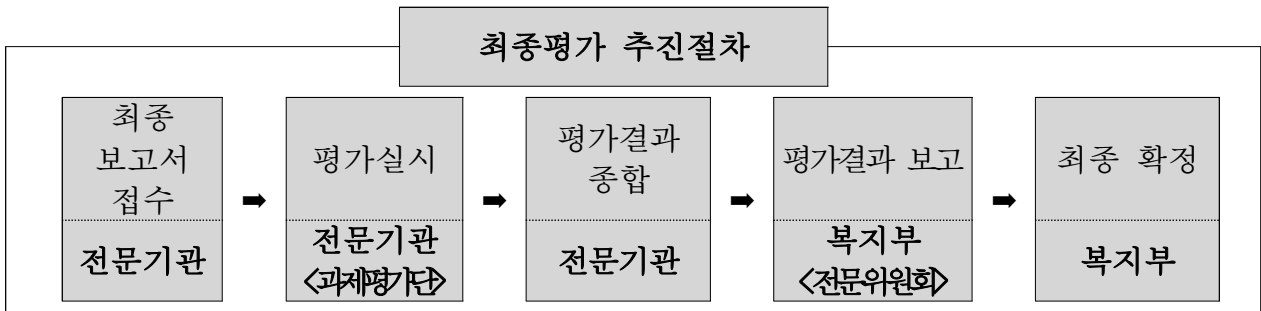 최종평가 추진절차
최종
보고서
접수
전문기관
➡
평가실시
전문기관
<과제평가단>
➡
평가결과
종합
전문기관
➡
평가결과 보고
복지부
<전문위원회>
➡
최종 확정
복지부